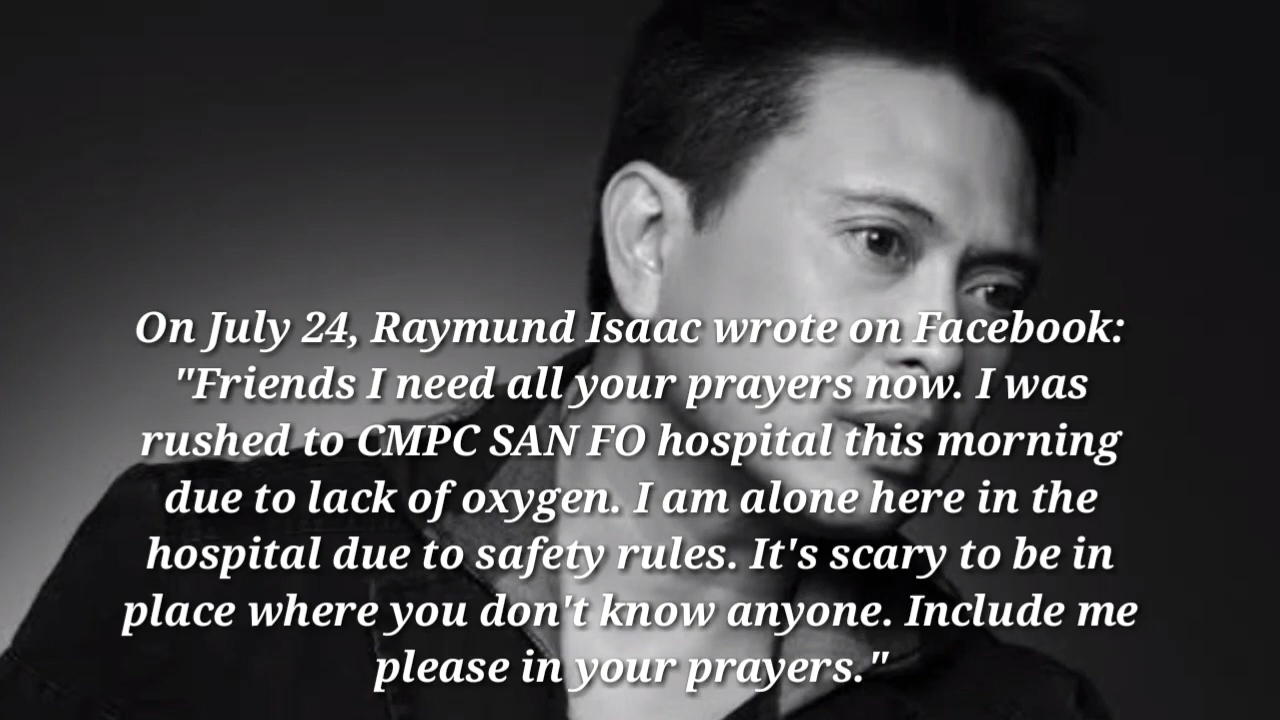 On July 24, Raymund Isaac wrote on Facebook:
"Friends I need all your prayers now. I was
rushed to CMPC SAN FO hospital this morning
due to lack of oxygen. I am alone here in the
hospital due to safety rules. It's scary to be in
place where you don't know anyone. Include me
please in your prayers."